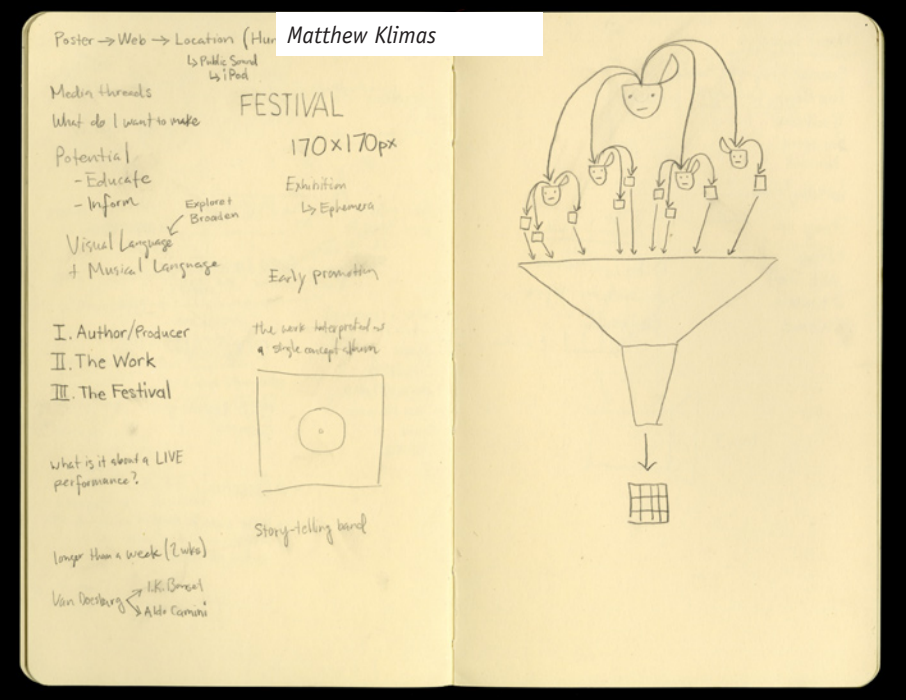 Matthew Klimas
Poster → Web → Location (Hur
↳ Public Sound
↳ iPod
Media threads
What do I want to make
Potential
- Educate
- Inform
Explore +
Broaden
Visual Language
+ Musical Language
I. Author/Producer
II. The Work
III. The Festival
what is it about a LIVE
performance?
longer than a week (2 wks)
Van Doesburg
I.K. Bonset
Aldo Camini
FESTIVAL
170x170px
Exhibition
↳ Ephemera
Early promotion
the work interpreted as
a single concept album
Story-telling band